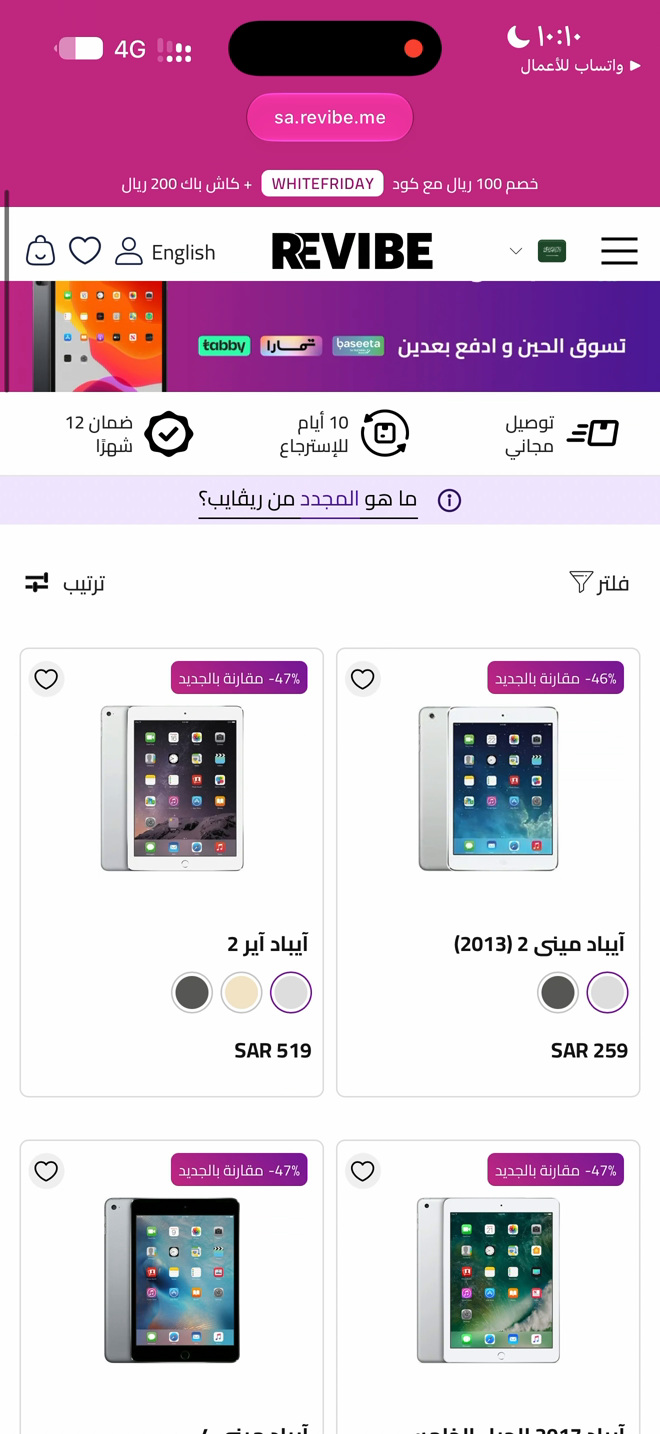 ١٠:١٠
4G
واتساب للأعمال ◀
sa.revibe.me
خصم 100 ريال مع كود WHITEFRIDAY + كاش باك 200 ريال
English
REVIBE
تسوق الحين و ادفع بعدين
baseeta
تمارا
tabby
توصيل
مجاني
10 أيام
للإسترجاع
ضمان 12
شهرًا
ما هو المجدد من ريڤايب؟
فلتر
ترتيب
-46% مقارنة بالجديد
آيباد ميني 2 (2013)
SAR 259
-47% مقارنة بالجديد
آيباد آير 2
SAR 519
-47% مقارنة بالجديد
-47% مقارنة بالجديد